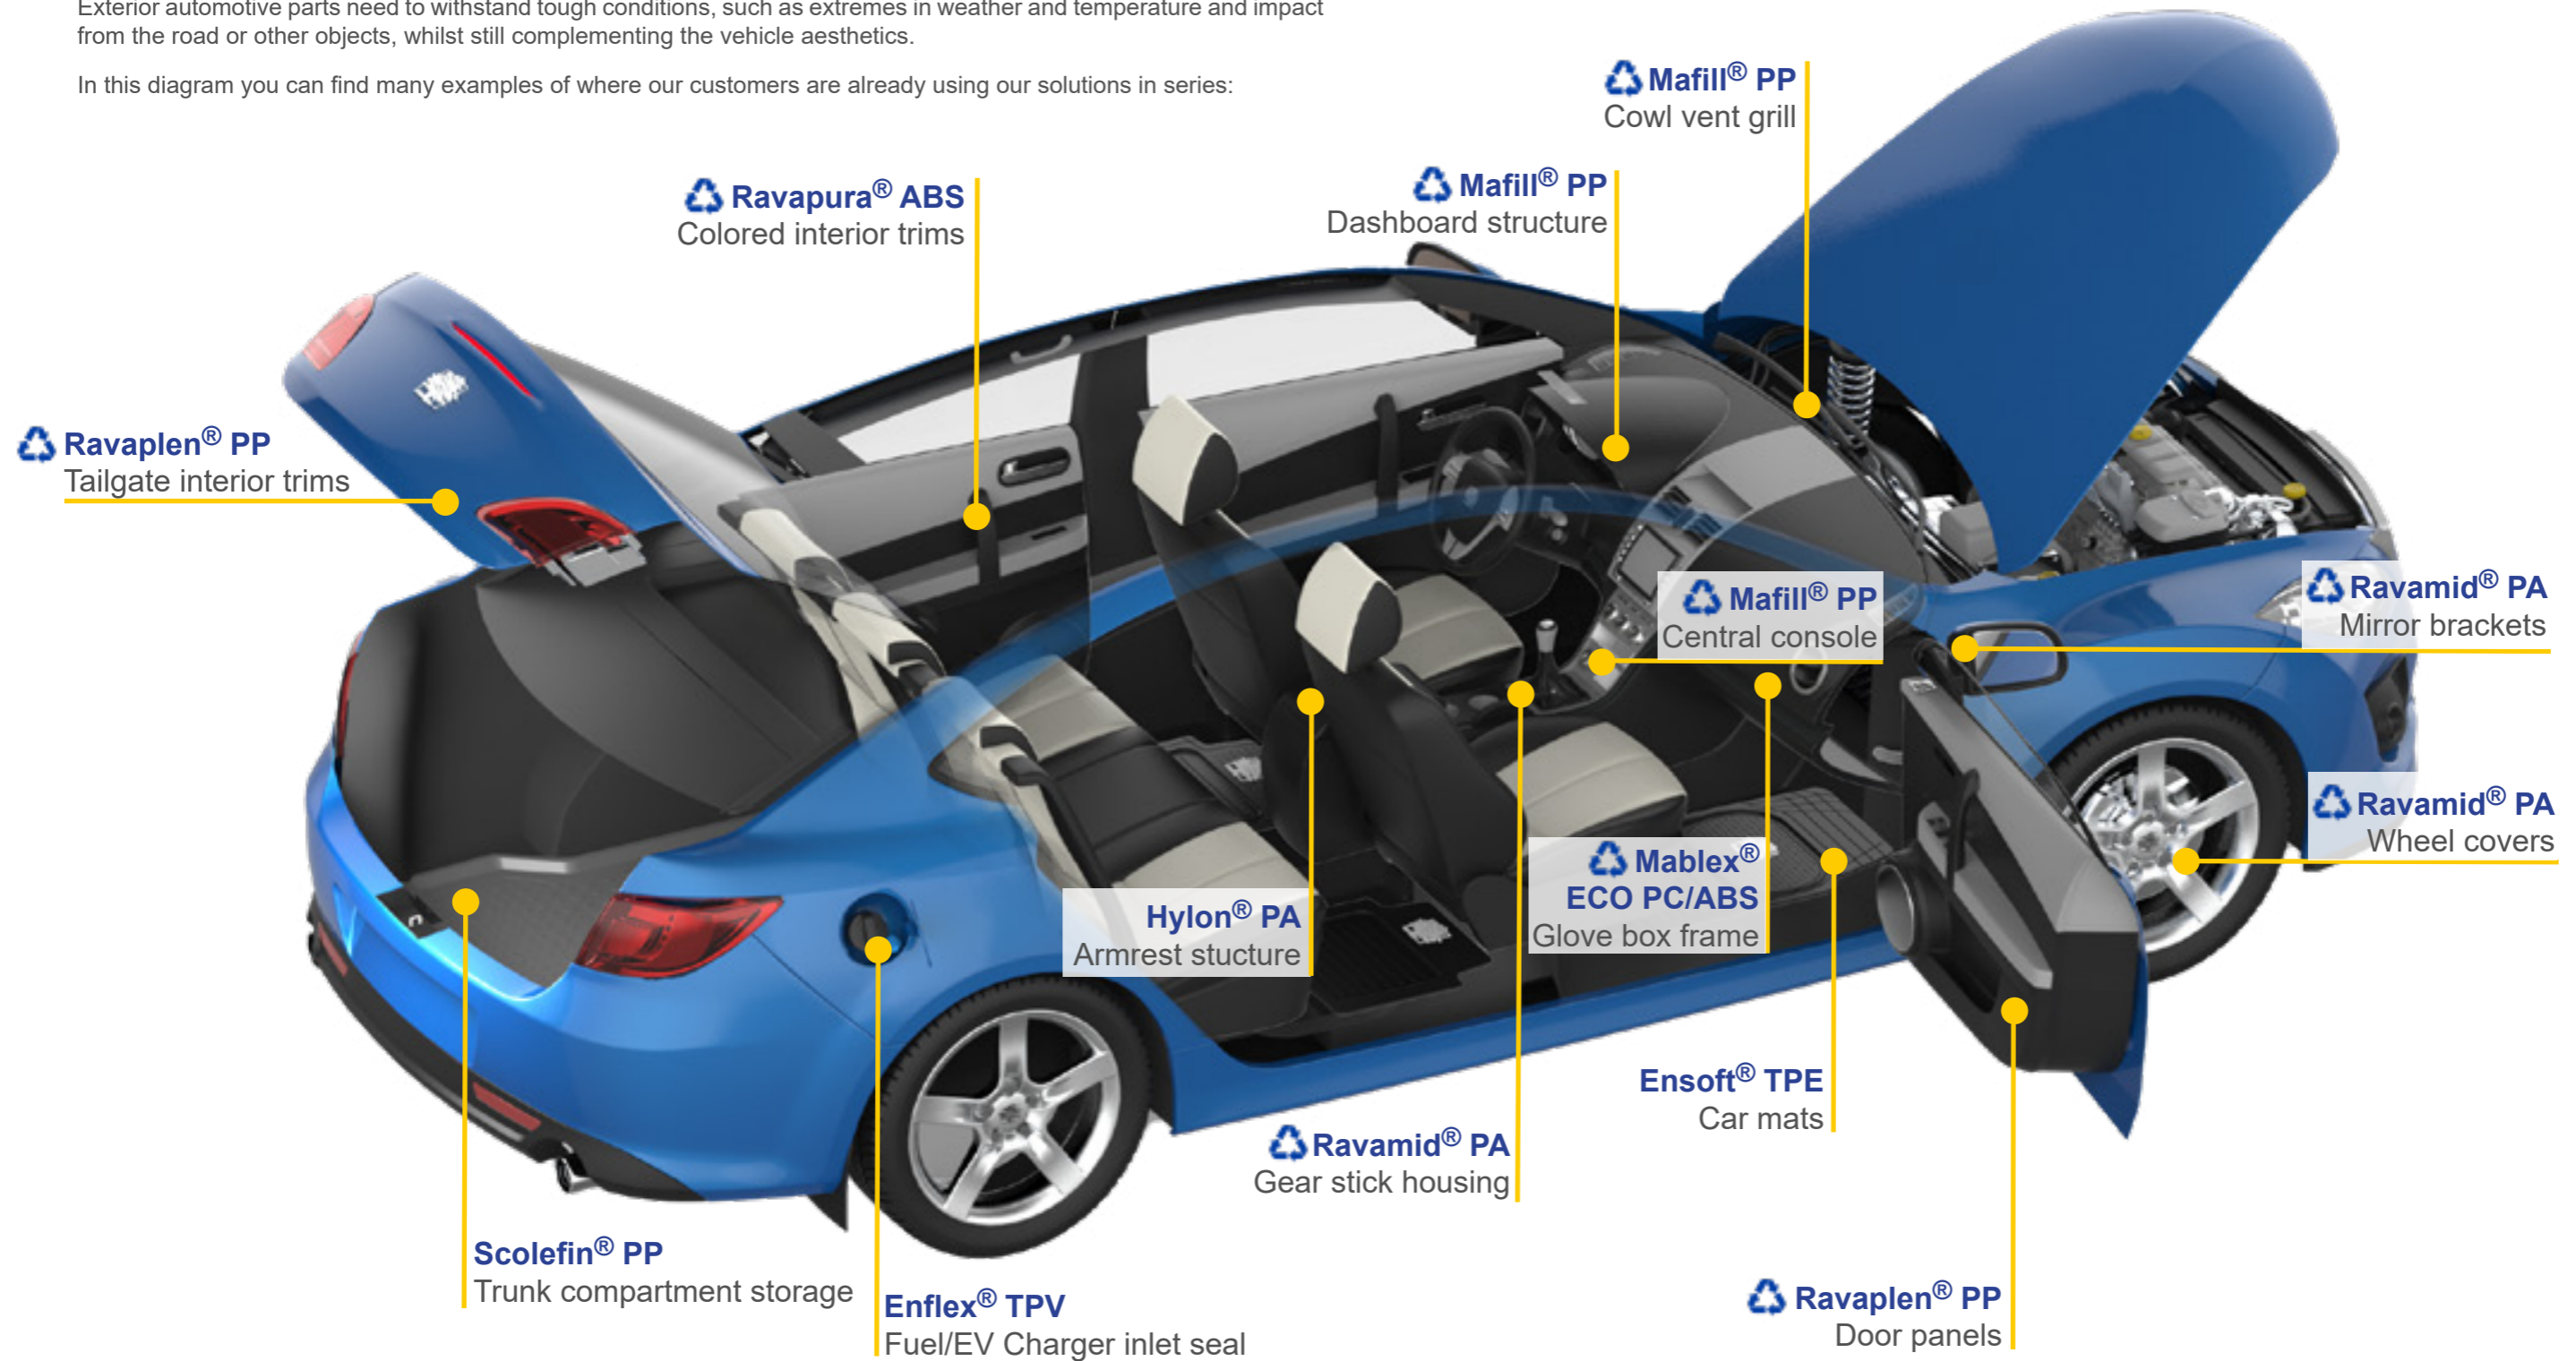 Exterior automotive parts need to withstand tough conditions, such as extremes in weather and temperature and impact
from the road or other objects, whilst still complementing the vehicle aesthetics.
In this diagram you can find many examples of where our customers are already using our solutions in series:
Mafill® PP
Cowl vent grill
Mafill® PP
Dashboard structure
Ravapura® ABS
Colored interior trims
Ravaplen® PP
Tailgate interior trims
Mafill® PP
Central console
Ravamid® PA
Mirror brackets
Ravamid® PA
Wheel covers
Mablex®
ECO PC/ABS
Glove box frame
Hylon® PA
Armrest stucture
Ensoft® TPE
Car mats
Ravamid® PA
Gear stick housing
Scolefin® PP
Trunk compartment storage
Enflex® TPV
Fuel/EV Charger inlet seal
Ravaplen® PP
Door panels